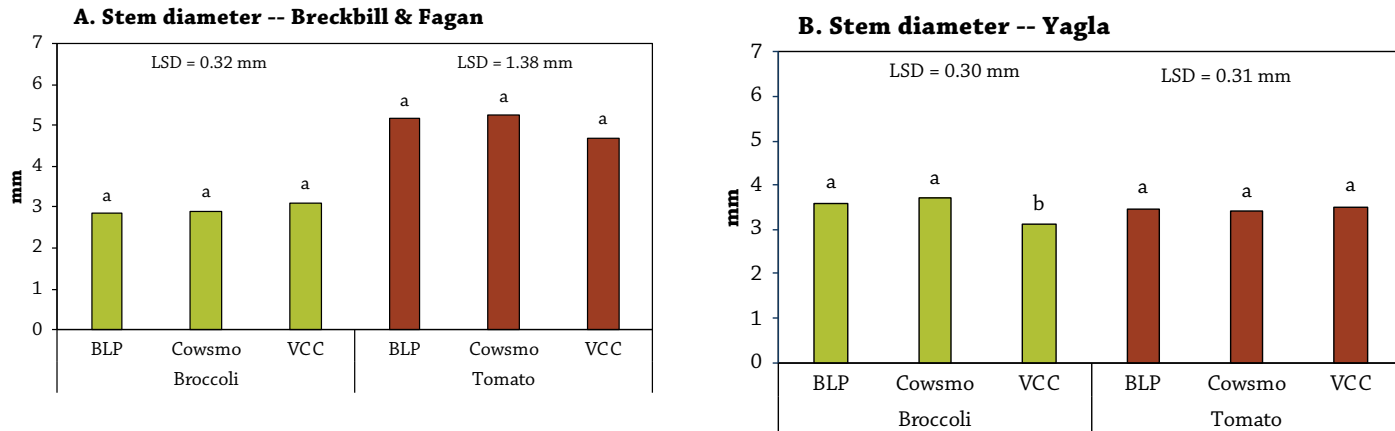 A. Stem diameter -- Breckbill & Fagan
7
6
5
4
3
2
1
0
mm
LSD = 0.32 mm
LSD = 1.38 mm
a
a
a
a
a
a
BLP
Cowsmo
VCC
BLP
Cowsmo
VCC
Broccoli
Tomato
B. Stem diameter -- Yagla
7
6
5
4
3
2
1
0
mm
LSD = 0.30 mm
LSD = 0.31 mm
a
a
b
a
a
a
BLP
Cowsmo
VCC
BLP
Cowsmo
VCC
Broccoli
Tomato